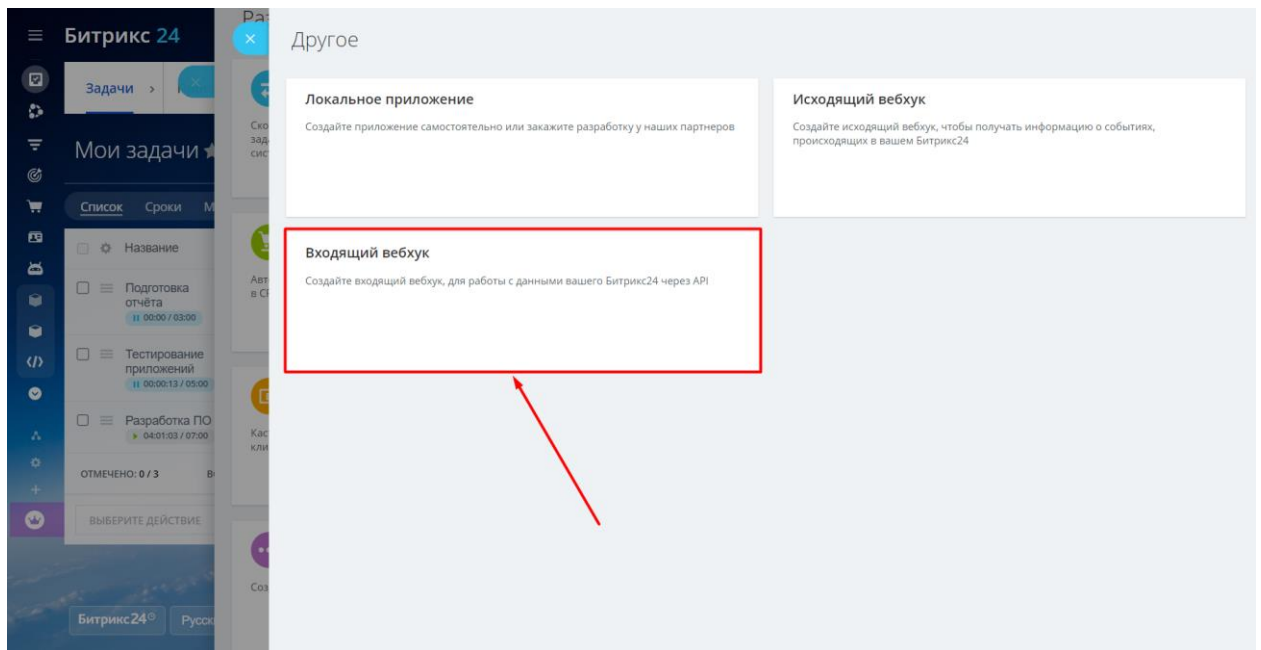 Битрикс 24
Задачи
Мои задачи
Список Сроки
Название
Подготовка
отчёта
00:00 / 03:00
Тестирование
приложений
00:00:13 / 05:00
Разработка ПО
04:01:03 / 07:00
ОТМЕЧЕНО: 0 / 3
ВЫБЕРИТЕ ДЕЙСТВИЕ
Битрикс24
Другое
Локальное приложение
Создайте приложение самостоятельно или закажите разработку у наших партнеров
Исходящий вебхук
Создайте исходящий вебхук, чтобы получать информацию о событиях,
происходящих в вашем Битрикс24
Входящий вебхук
Создайте входящий вебхук, для работы с данными вашего Битрикс24 через API